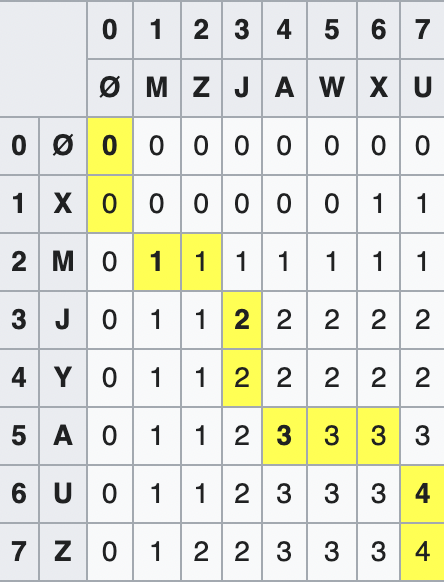 0 1 2 3 4 5 6 7
Ø M Z J A W X U
0 Ø 0 0 0 0 0 0 0 0
1 X 0 0 0 0 0 0 1 1
2 M 0 1 1 1 1 1 1 1
3 J 0 1 1 2 2 2 2 2
4 Y 0 1 1 2 2 2 2 2
5 A 0 1 1 2 3 3 3 3
6 U 0 1 1 2 3 3 3 4
7 Z 0 1 2 2 3 3 3 4